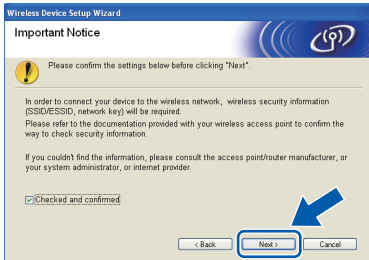 Wireless Device Setup Wizard
Important Notice
Please confirm the settings below before clicking "Next".
In order to connect your device to the wireless network, wireless security information
(SSID/ESSID, network key) will be required.
Please refer to the documentation provided with your wireless access point to confirm the
way to check security information.
If you couldn't find the information, please consult the access point/router manufacturer, or
your system administrator, or internet provider.
Checked and confirmed
< Back Next > Cancel